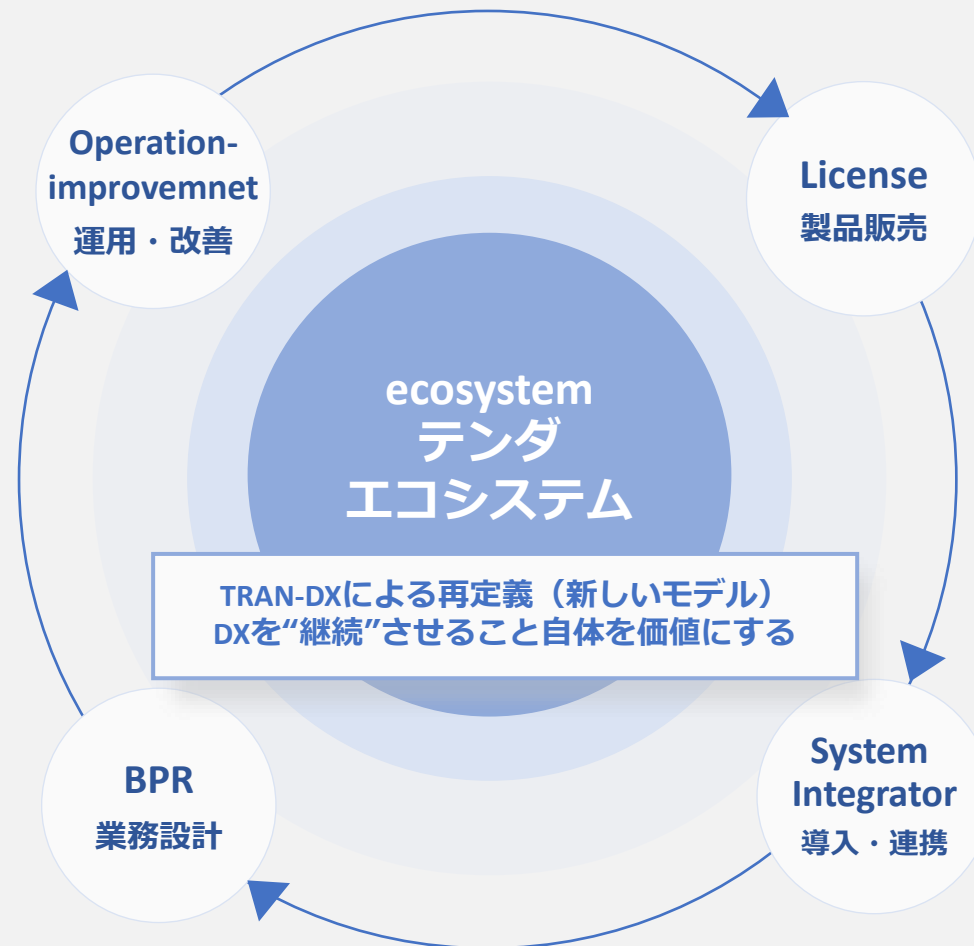 Operation-
improvemnet
運用・改善
License
製品販売
ecosystem
テンダ
エコシステム
TRAN-DXによる再定義（新しいモデル）
DXを“継続”させること自体を価値にする
BPR
業務設計
System
Integrator
導入・連携